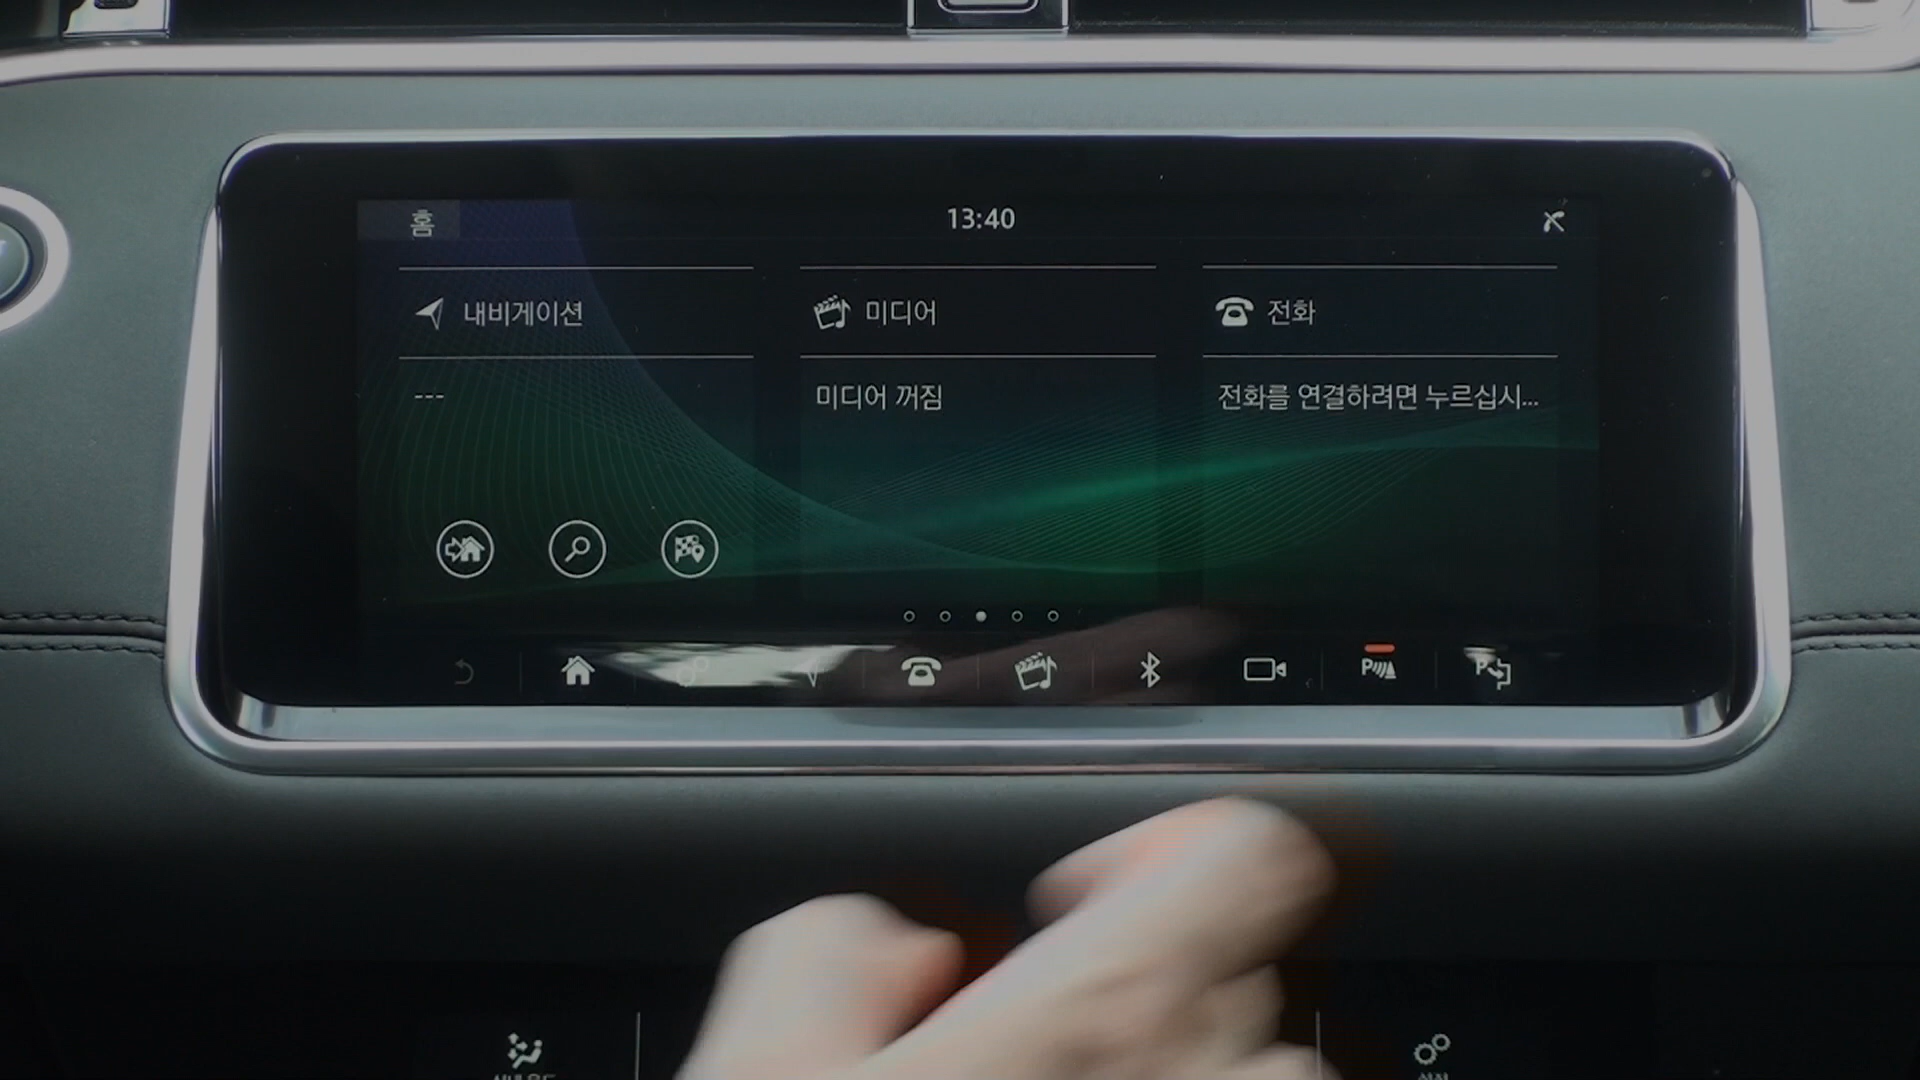 홈
13:40
내비게이션
미디어
전화
---
미디어 꺼짐
전화를 연결하려면 누르십시...
P
P